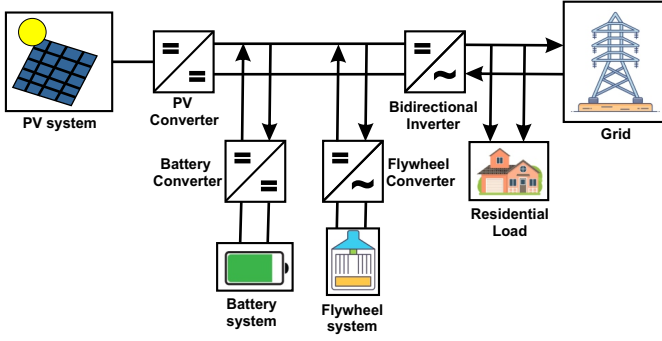 PV system
PV
Converter
Bidirectional
Inverter
Grid
Battery
Converter
Flywheel
Converter
Residential
Load
Battery
system
Flywheel
system